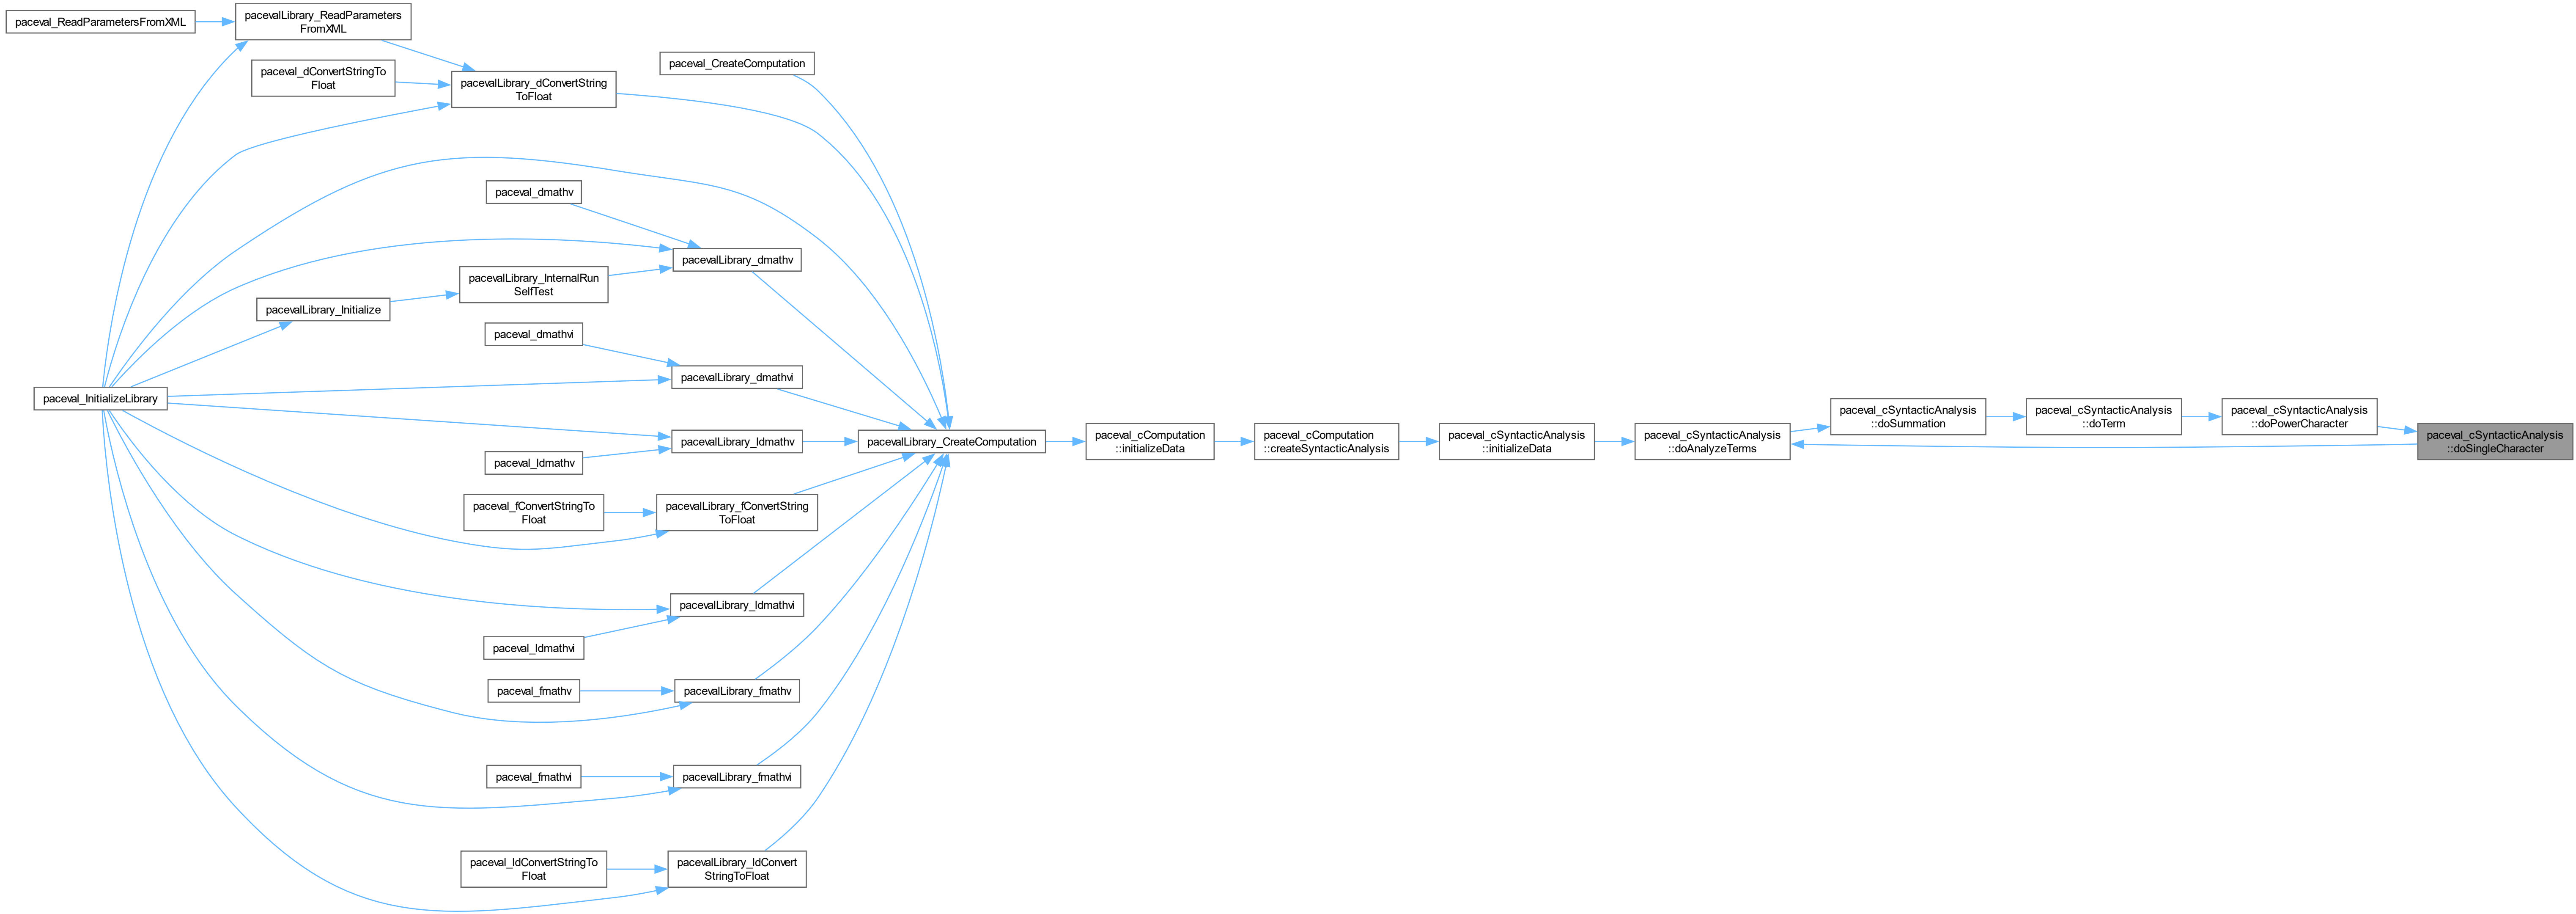 paceval_ReadParametersFromXML
pacevalLibrary_ReadParameters
FromXML
paceval_dConvertStringTo
Float
pacevalLibrary_dConvertString
ToFloat
paceval_CreateComputation
paceval_dmathv
pacevalLibrary_dmathv
pacevalLibrary_InternalRun
SelfTest
pacevalLibrary_Initialize
paceval_dmathvi
pacevalLibrary_dmathvi
paceval_InitializeLibrary
pacevalLibrary_ldmathv
paceval_ldmathv
pacevalLibrary_CreateComputation
paceval_cComputation
::initializeData
paceval_cComputation
::createSyntacticAnalysis
paceval_cSyntacticAnalysis
::initializeData
paceval_cSyntacticAnalysis
::doAnalyzeTerms
paceval_cSyntacticAnalysis
::doSummation
paceval_cSyntacticAnalysis
::doTerm
paceval_cSyntacticAnalysis
::doPowerCharacter
paceval_cSyntacticAnalysis
::doSingleCharacter
paceval_fConvertStringTo
Float
pacevalLibrary_fConvertString
ToFloat
pacevalLibrary_ldmathvi
paceval_ldmathvi
paceval_fmathv
pacevalLibrary_fmathv
paceval_fmathvi
pacevalLibrary_fmathvi
paceval_ldConvertStringTo
Float
pacevalLibrary_ldConvert
StringToFloat